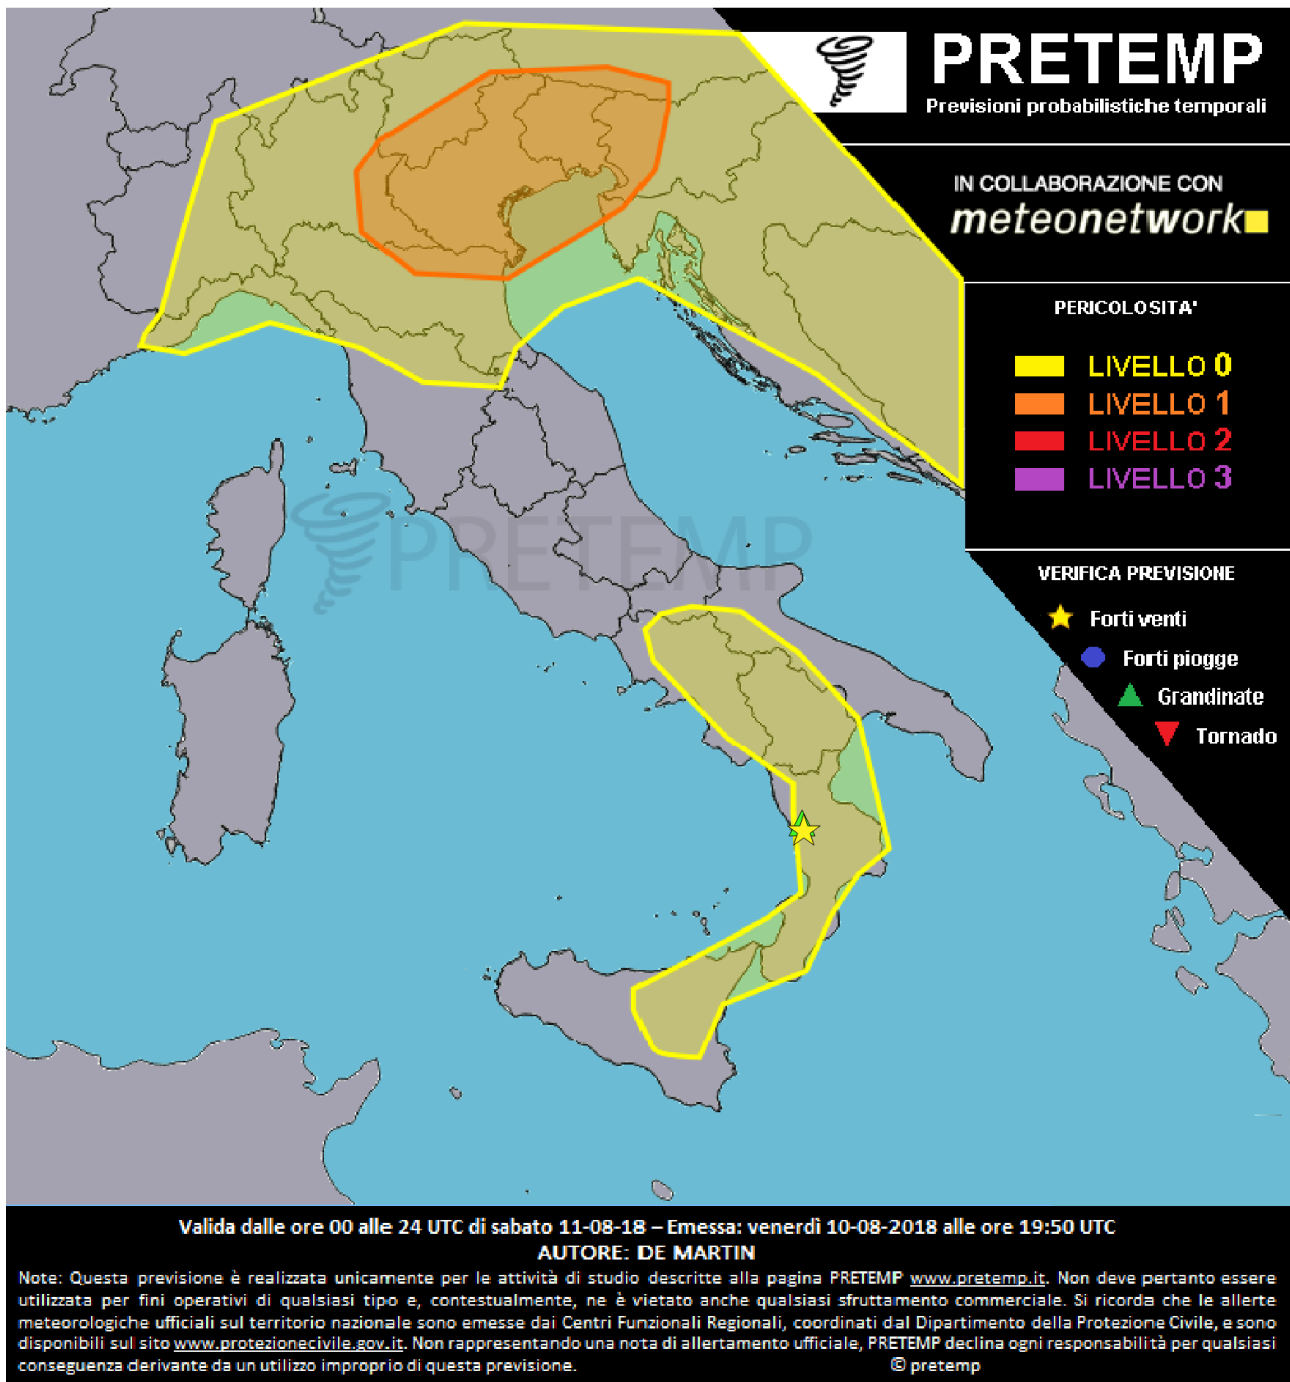 PRETEMP
Previsioni probabilistiche temporali
IN COLLABORAZIONE CON
meteonetwork
PERICOLOSITA'
LIVELLO 0
LIVELLO 1
LIVELLO 2
LIVELLO 3
PRETEMP
VERIFICA PREVISIONE
Forti venti
Forti piogge
Grandinate
Tornado
Valida dalle ore 00 alle 24 UTC di sabato 11-08-18 – Emessa: venerdì 10-08-2018 alle ore 19:50 UTC
AUTORE: DE MARTIN
Note: Questa previsione è realizzata unicamente per le attività di studio descritte alla pagina PRETEMP www.pretemp.it. Non deve pertanto essere
utilizzata per fini operativi di qualsiasi tipo e, contestualmente, ne è vietato anche qualsiasi sfruttamento commerciale. Si ricorda che le allerte
meteorologiche ufficiali sul territorio nazionale sono emesse dai Centri Funzionali Regionali, coordinati dal Dipartimento della Protezione Civile, e sono
disponibili sul sito www.protezionecivile.gov.it. Non rappresentando una nota di allertamento ufficiale, PRETEMP declina ogni responsabilità per qualsiasi
conseguenza derivante da un utilizzo improprio di questa previsione. © pretemp